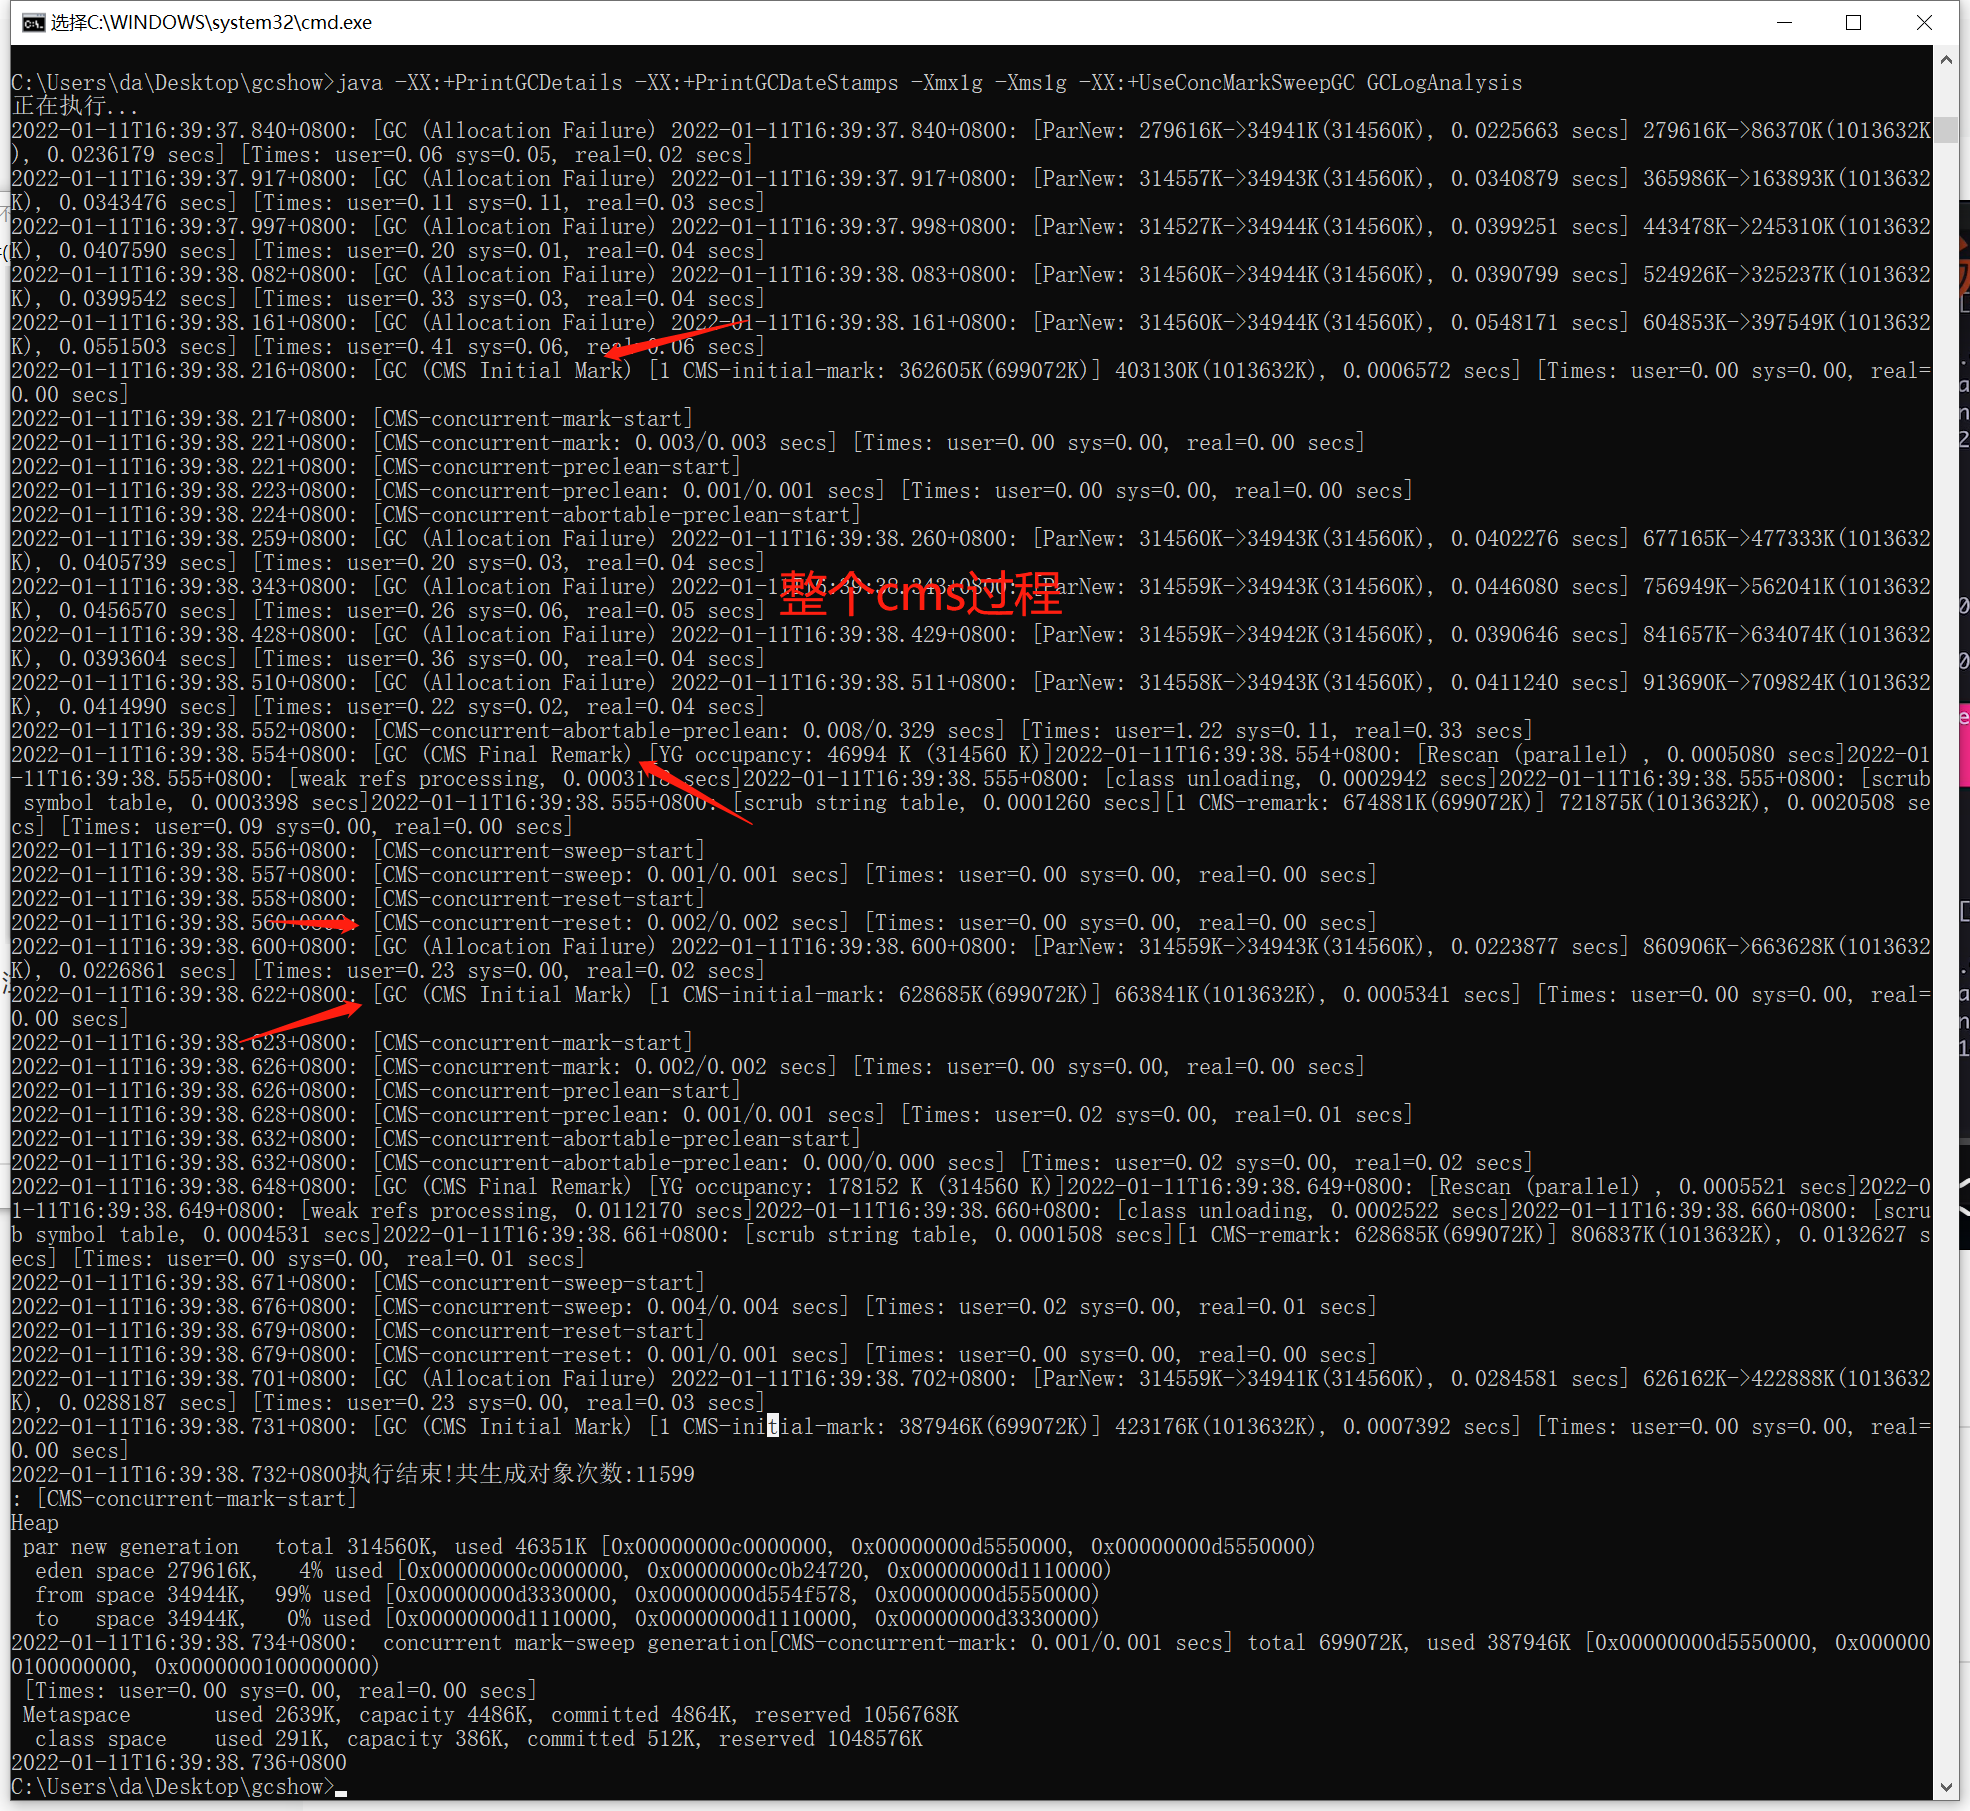 选择C:\WINDOWS\system32\cmd.exe
C:\Users\da\Desktop\gcshow>java -XX:+PrintGCDetails -XX:+PrintGCDateStamps -Xmx1g -Xms1g -XX:+UseConcMarkSweepGC GCLogAnalysis
正在执行...
2022-01-11T16:39:37.840+0800: [GC (Allocation Failure) 2022-01-11T16:39:37.840+0800: [ParNew: 279616K->34941K(314560K), 0.0225663 secs] 279616K->86370K(1013632K
), 0.0236179 secs] [Times: user=0.06 sys=0.05, real=0.02 secs]
2022-01-11T16:39:37.917+0800: [GC (Allocation Failure) 2022-01-11T16:39:37.917+0800: [ParNew: 314557K->34943K(314560K), 0.0340879 secs] 365986K->163893K(1013632
K), 0.0343476 secs] [Times: user=0.11 sys=0.11, real=0.03 secs]
2022-01-11T16:39:37.997+0800: [GC (Allocation Failure) 2022-01-11T16:39:37.998+0800: [ParNew: 314527K->34944K(314560K), 0.0399251 secs] 443478K->245310K(1013632
K), 0.0407590 secs] [Times: user=0.20 sys=0.01, real=0.04 secs]
2022-01-11T16:39:38.082+0800: [GC (Allocation Failure) 2022-01-11T16:39:38.083+0800: [ParNew: 314560K->34944K(314560K), 0.0390799 secs] 524926K->325237K(1013632
K), 0.0399542 secs] [Times: user=0.33 sys=0.03, real=0.04 secs]
2022-01-11T16:39:38.161+0800: [GC (Allocation Failure) 2022-01-11T16:39:38.161+0800: [ParNew: 314560K->34944K(314560K), 0.0548171 secs] 604853K->397549K(1013632
K), 0.0551503 secs] [Times: user=0.41 sys=0.06, real=0.06 secs]
2022-01-11T16:39:38.216+0800: [GC (CMS Initial Mark) [1 CMS-initial-mark: 362605K(699072K)] 403130K(1013632K), 0.0006572 secs] [Times: user=0.00 sys=0.00, real=
0.00 secs]
2022-01-11T16:39:38.217+0800: [CMS-concurrent-mark-start]
2022-01-11T16:39:38.221+0800: [CMS-concurrent-mark: 0.003/0.003 secs] [Times: user=0.00 sys=0.00, real=0.00 secs]
2022-01-11T16:39:38.221+0800: [CMS-concurrent-preclean-start]
2022-01-11T16:39:38.223+0800: [CMS-concurrent-preclean: 0.001/0.001 secs] [Times: user=0.00 sys=0.00, real=0.00 secs]
2022-01-11T16:39:38.224+0800: [CMS-concurrent-abortable-preclean-start]
2022-01-11T16:39:38.259+0800: [GC (Allocation Failure) 2022-01-11T16:39:38.260+0800: [ParNew: 314560K->34943K(314560K), 0.0402276 secs] 677165K->477333K(1013632
K), 0.0405739 secs] [Times: user=0.20 sys=0.03, real=0.04 secs]
2022-01-11T16:39:38.343+0800: [GC (Allocation Failure) 2022-01-11T16:39:38.343+0800: [ParNew: 314559K->34943K(314560K), 0.0446080 secs] 756949K->562041K(1013632
整个cms过程
K), 0.0456570 secs] [Times: user=0.26 sys=0.06, real=0.05 secs]
2022-01-11T16:39:38.428+0800: [GC (Allocation Failure) 2022-01-11T16:39:38.429+0800: [ParNew: 314559K->34942K(314560K), 0.0390646 secs] 841657K->634074K(1013632
K), 0.0393604 secs] [Times: user=0.36 sys=0.00, real=0.04 secs]
2022-01-11T16:39:38.510+0800: [GC (Allocation Failure) 2022-01-11T16:39:38.511+0800: [ParNew: 314558K->34943K(314560K), 0.0411240 secs] 913690K->709824K(1013632
K), 0.0414990 secs] [Times: user=0.22 sys=0.02, real=0.04 secs]
2022-01-11T16:39:38.552+0800: [CMS-concurrent-abortable-preclean: 0.008/0.329 secs] [Times: user=1.22 sys=0.11, real=0.33 secs]
2022-01-11T16:39:38.554+0800: [GC (CMS Final Remark) [YG occupancy: 46994 K (314560 K)]2022-01-11T16:39:38.554+0800: [Rescan (parallel) , 0.0005080 secs]2022-01
-11T16:39:38.555+0800: [weak refs processing, secs]2022-01-11T16:39:38.555+0800: [class unloading, 0.0002942 secs]2022-01-11T16:39:38.555+0800: [scrub
symbol table, 0.0003398 secs]2022-01-11T16:39:38.555+0800: [scrub string table, 0.0001260 secs][1 CMS-remark: 674881K(699072K)] 721875K(1013632K), 0.0020508 se
cs] [Times: user=0.09 sys=0.00, real=0.00 secs]
2022-01-11T16:39:38.556+0800: [CMS-concurrent-sweep-start]
2022-01-11T16:39:38.557+0800: [CMS-concurrent-sweep: 0.001/0.001 secs] [Times: user=0.00 sys=0.00, real=0.00 secs]
2022-01-11T16:39:38.558+0800: [CMS-concurrent-reset-start]
2022-01-11T16:39:38.560+0800: [CMS-concurrent-reset: 0.002/0.002 secs] [Times: user=0.00 sys=0.00, real=0.00 secs]
2022-01-11T16:39:38.600+0800: [GC (Allocation Failure) 2022-01-11T16:39:38.600+0800: [ParNew: 314559K->34943K(314560K), 0.0223877 secs] 860906K->663628K(1013632
K), 0.0226861 secs] [Times: user=0.23 sys=0.00, real=0.02 secs]
2022-01-11T16:39:38.622+0800: [GC (CMS Initial Mark) [1 CMS-initial-mark: 628685K(699072K)] 663841K(1013632K), 0.0005341 secs] [Times: user=0.00 sys=0.00, real=
0.00 secs]
2022-01-11T16:39:38.623+0800: [CMS-concurrent-mark-start]
2022-01-11T16:39:38.626+0800: [CMS-concurrent-mark: 0.002/0.002 secs] [Times: user=0.00 sys=0.00, real=0.00 secs]
2022-01-11T16:39:38.626+0800: [CMS-concurrent-preclean-start]
2022-01-11T16:39:38.628+0800: [CMS-concurrent-preclean: 0.001/0.001 secs] [Times: user=0.02 sys=0.00, real=0.01 secs]
2022-01-11T16:39:38.632+0800: [CMS-concurrent-abortable-preclean-start]
2022-01-11T16:39:38.632+0800: [CMS-concurrent-abortable-preclean: 0.000/0.000 secs] [Times: user=0.02 sys=0.00, real=0.02 secs]
2022-01-11T16:39:38.648+0800: [GC (CMS Final Remark) [YG occupancy: 178152 K (314560 K)]2022-01-11T16:39:38.649+0800: [Rescan (parallel) , 0.0005521 secs]2022-0
1-11T16:39:38.649+0800: [weak refs processing, 0.0112170 secs]2022-01-11T16:39:38.660+0800: [class unloading, 0.0002522 secs]2022-01-11T16:39:38.660+0800: [scru
b symbol table, 0.0004531 secs]2022-01-11T16:39:38.661+0800: [scrub string table, 0.0001508 secs][1 CMS-remark: 628685K(699072K)] 806837K(1013632K), 0.0132627 s
ecs] [Times: user=0.00 sys=0.00, real=0.01 secs]
2022-01-11T16:39:38.671+0800: [CMS-concurrent-sweep-start]
2022-01-11T16:39:38.676+0800: [CMS-concurrent-sweep: 0.004/0.004 secs] [Times: user=0.02 sys=0.00, real=0.01 secs]
2022-01-11T16:39:38.679+0800: [CMS-concurrent-reset-start]
2022-01-11T16:39:38.679+0800: [CMS-concurrent-reset: 0.001/0.001 secs] [Times: user=0.00 sys=0.00, real=0.00 secs]
2022-01-11T16:39:38.701+0800: [GC (Allocation Failure) 2022-01-11T16:39:38.702+0800: [ParNew: 314559K->34941K(314560K), 0.0284581 secs] 626162K->422888K(1013632
K), 0.0288187 secs] [Times: user=0.23 sys=0.00, real=0.03 secs]
2022-01-11T16:39:38.731+0800: [GC (CMS Initial Mark) [1 CMS-initial-mark: 387946K(699072K)] 423176K(1013632K), 0.0007392 secs] [Times: user=0.00 sys=0.00, real=
0.00 secs]
2022-01-11T16:39:38.732+0800执行结束!共生成对象次数:11599
: [CMS-concurrent-mark-start]
Heap
par new generation   total 314560K, used 46351K [0x00000000c0000000, 0x00000000d5550000, 0x00000000d5550000)
eden space 279616K,   4% used [0x00000000c0000000, 0x00000000c0b24720, 0x00000000d1110000)
from space 34944K,  99% used [0x00000000d3330000, 0x00000000d554f578, 0x00000000d5550000)
to   space 34944K,   0% used [0x00000000d1110000, 0x00000000d1110000, 0x00000000d3330000)
2022-01-11T16:39:38.734+0800:  concurrent mark-sweep generation[CMS-concurrent-mark: 0.001/0.001 secs] total 699072K, used 387946K [0x00000000d5550000, 0x000000
0100000000, 0x0000000100000000)
[Times: user=0.00 sys=0.00, real=0.00 secs]
Metaspace       used 2639K, capacity 4486K, committed 4864K, reserved 1056768K
class space    used 291K, capacity 386K, committed 512K, reserved 1048576K
2022-01-11T16:39:38.736+0800
C:\Users\da\Desktop\gcshow>